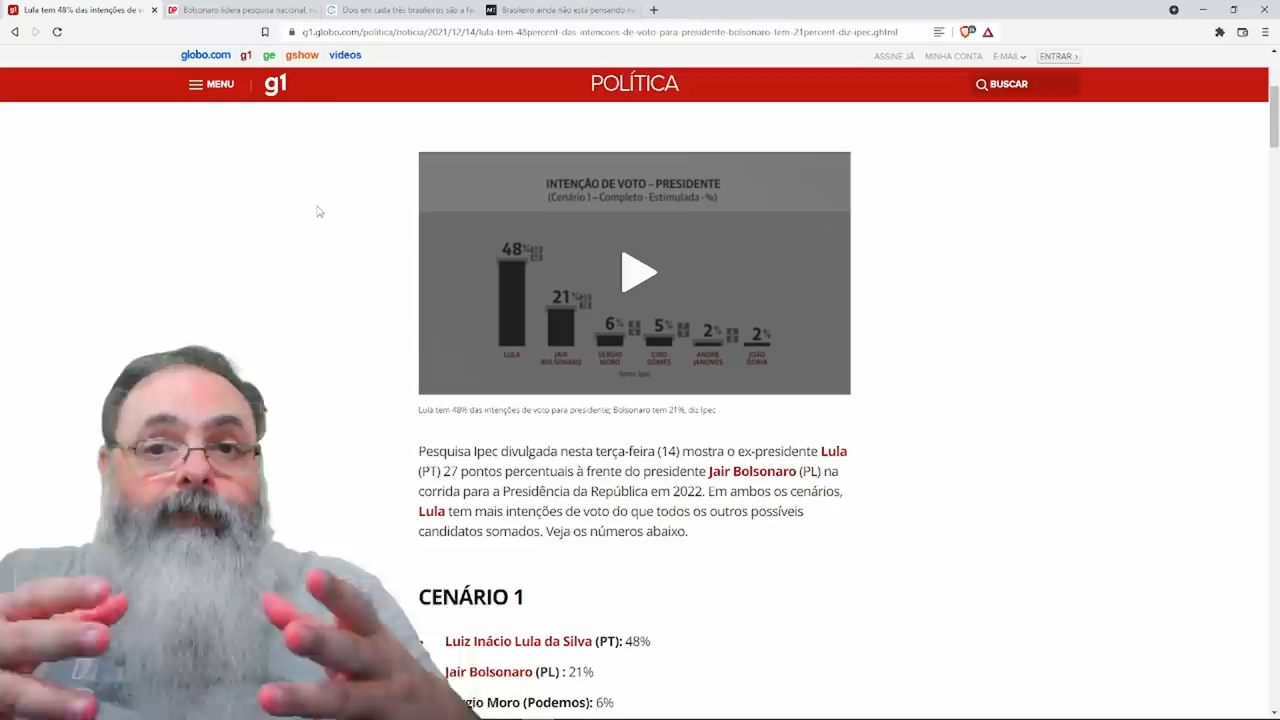 Lula tem 48% das intenções de v
Bolsonaro lidera pesquisa nacional, n
Dois em cada três brasileiros são a fa
Brasileiro ainda não está pensando n
g1.globo.com/politica/noticia/2021/12/14/lula-tem-48percent-das-intencoes-de-voto-para-presidente-bolsonaro-tem-21percent-diz-ipec.ghtml
globo.com g1 ge gshow vídeos
ASSINE JÁ MINHA CONTA E-MAIL ENTRAR ›
MENU g1 POLÍTICA BUSCAR
INTENÇÃO DE VOTO – PRESIDENTE
(Cenário 1 – Completo - Estimulada - %)
48%
21%
6% 5% 2% 2%
LULA JAIR BOLSONARO SERGIO MORO CIRO GOMES ANDRÉ JANONES JOÃO DORIA
Fonte: Ipec
Lula tem 48% das intenções de voto para presidente; Bolsonaro tem 21%, diz Ipec
Pesquisa Ipec divulgada nesta terça-feira (14) mostra o ex-presidente Lula
(PT) 27 pontos percentuais à frente do presidente Jair Bolsonaro (PL) na
corrida para a Presidência da República em 2022. Em ambos os cenários,
Lula tem mais intenções de voto do que todos os outros possíveis
candidatos somados. Veja os números abaixo.
CENÁRIO 1
Luiz Inácio Lula da Silva (PT): 48%
Jair Bolsonaro (PL) : 21%
gio Moro (Podemos): 6%